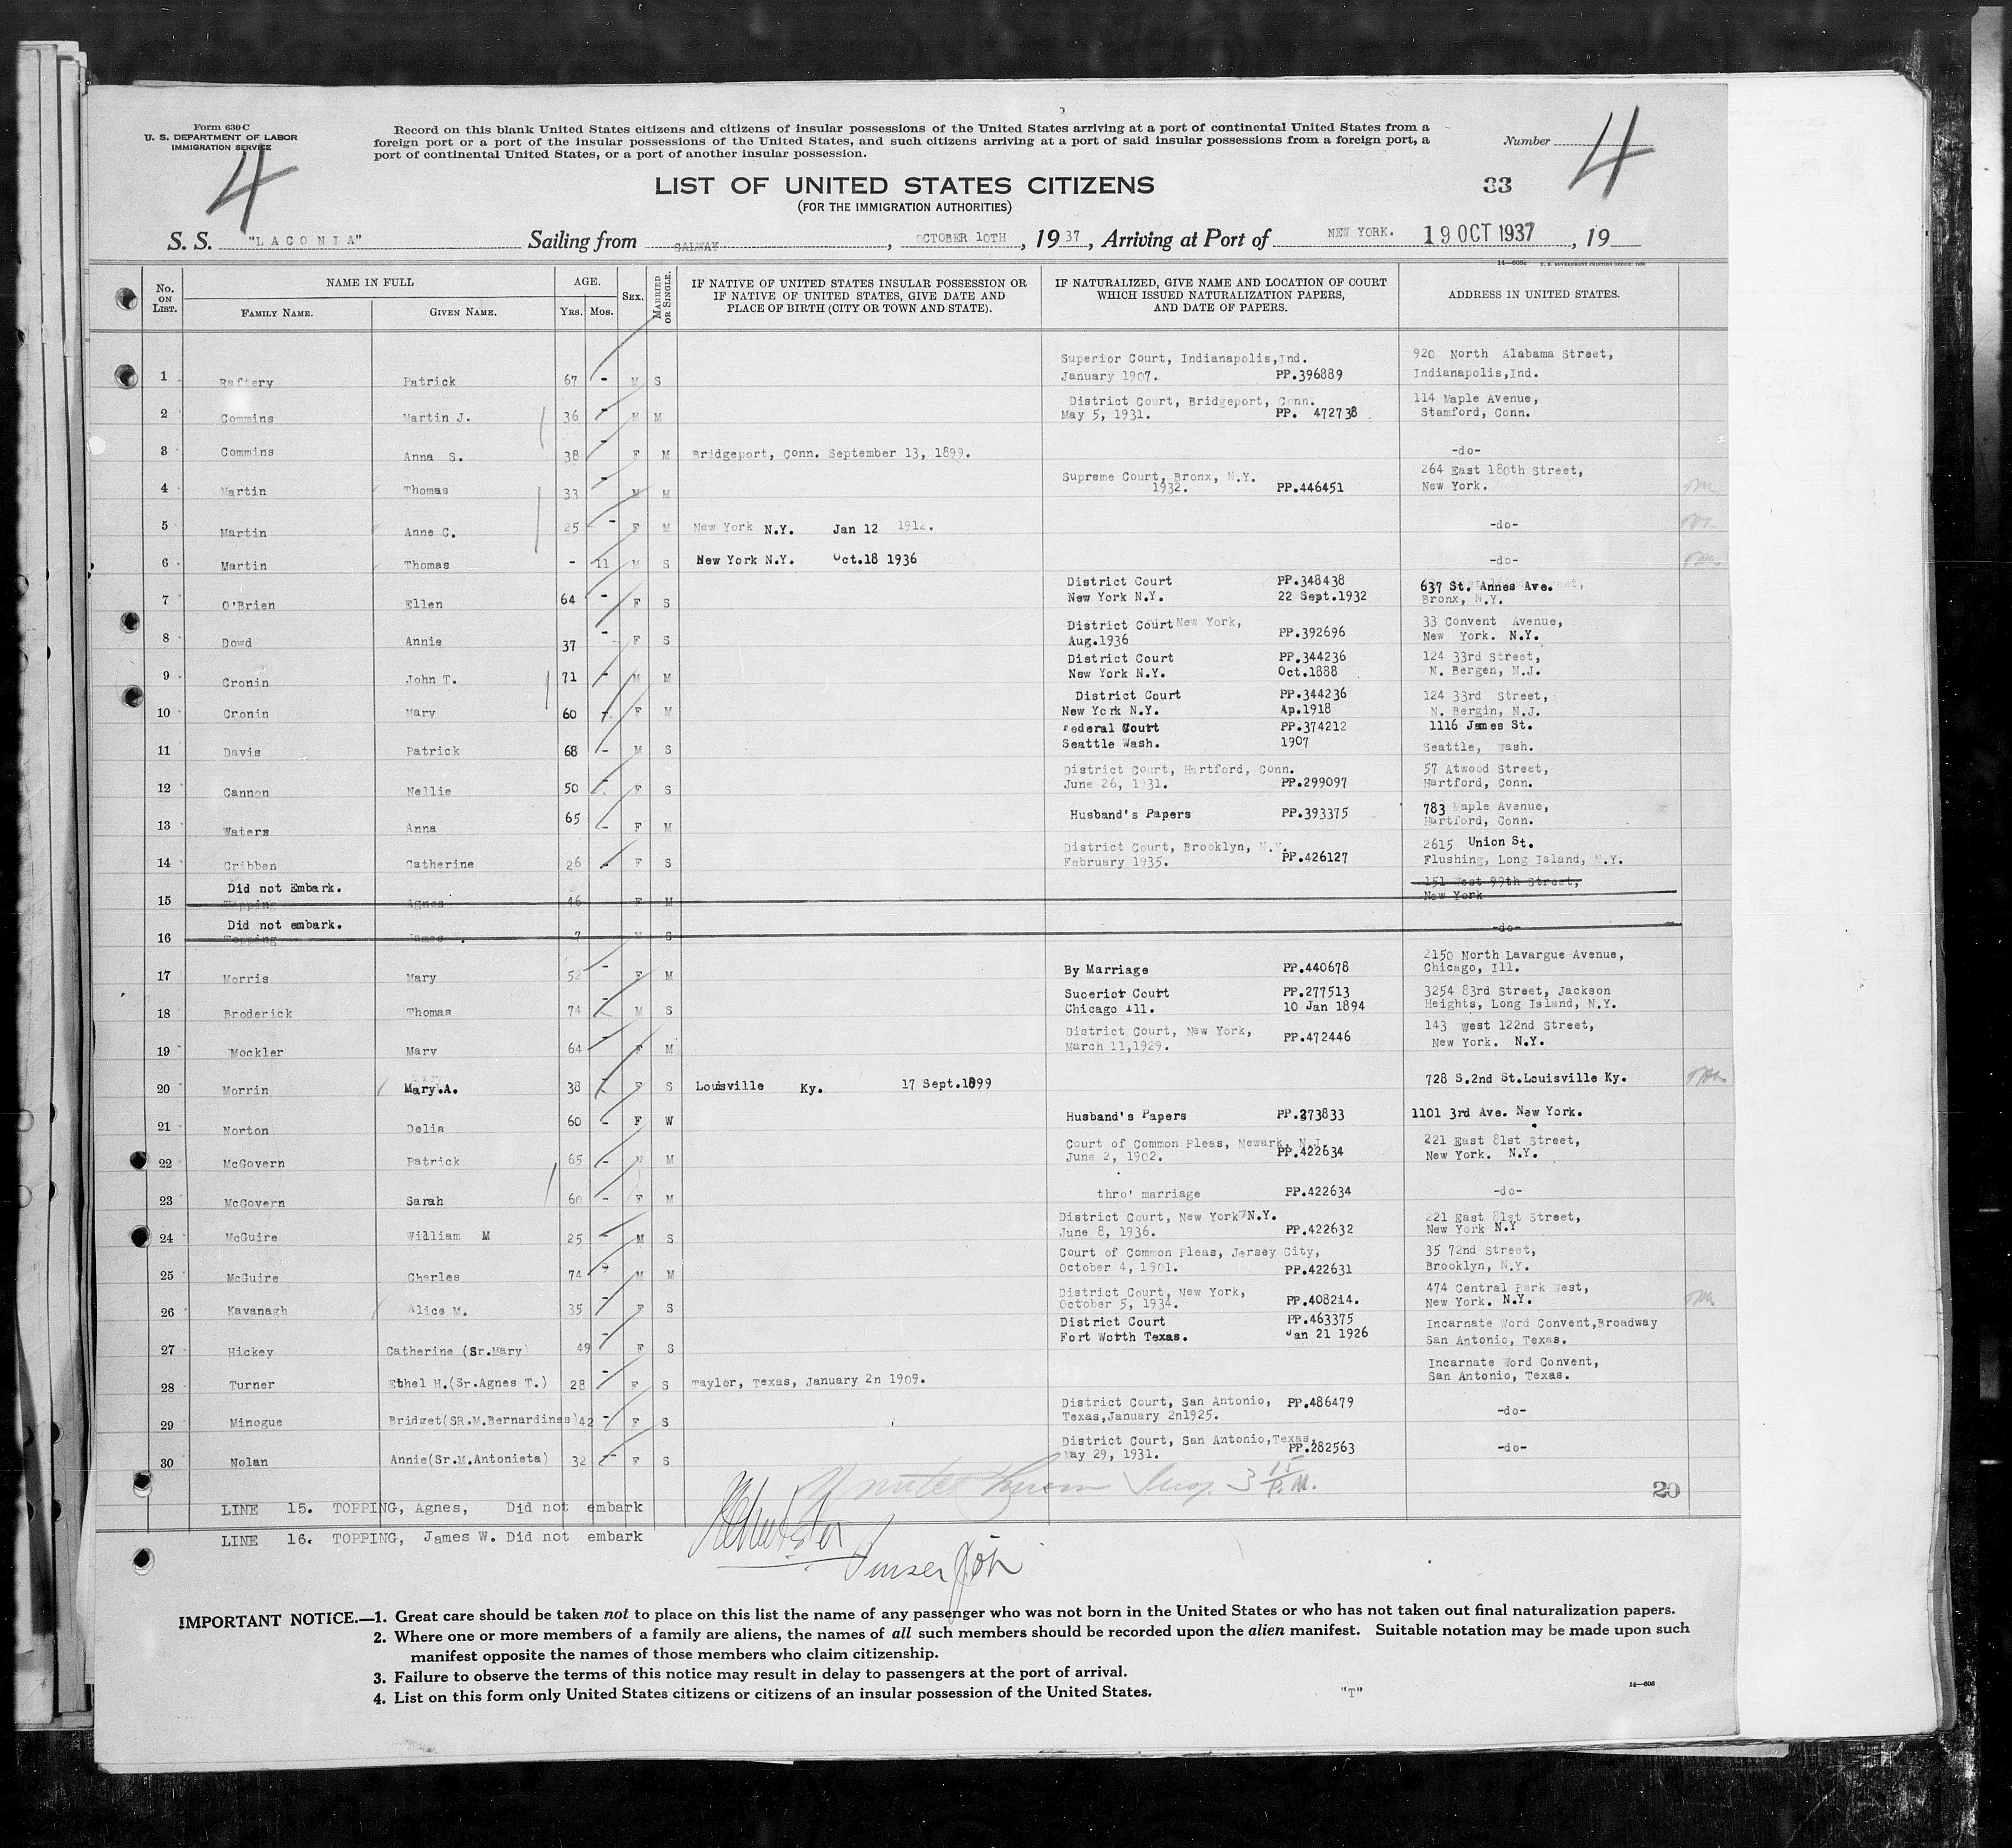 Form 630 C
U. S. DEPARTMENT OF LABOR
IMMIGRATION SERVICE
4
Record on this blank United States citizens and citizens of insular possessions of the United States arriving at a port of continental United States from a
foreign port or a port of the insular possessions of the United States, and such citizens arriving at a port of said insular possessions from a foreign port, a
port of continental United States, or a port of another insular possession.
Number 4
LIST OF UNITED STATES CITIZENS
33
(FOR THE IMMIGRATION AUTHORITIES)
S. S. "LACONIA" Sailing from GALWAY, OCTOBER 10TH, 19 37, Arriving at Port of NEW YORK. 19 OCT 1937, 19
14—606c U. S. GOVERNMENT PRINTING OFFICE: 1930
No. ON LIST. NAME IN FULL FAMILY NAME. GIVEN NAME. AGE. YRS. MOS. SEX. MARRIED OR SINGLE. IF NATIVE OF UNITED STATES INSULAR POSSESSION OR IF NATIVE OF UNITED STATES, GIVE DATE AND PLACE OF BIRTH (CITY OR TOWN AND STATE). IF NATURALIZED, GIVE NAME AND LOCATION OF COURT WHICH ISSUED NATURALIZATION PAPERS, AND DATE OF PAPERS. ADDRESS IN UNITED STATES.
1 Raftery Patrick 67 - M S Superior Court, Indianapolis,Ind. January 1907. PP.396889 920 North Alabama Street, Indianapolis,Ind.
2 Commins Martin J. 36 - M M District Court, Bridgeport, Conn. May 5, 1931. PP. 472738 114 Maple Avenue, Stamford, Conn.
3 Commins Anna S. 38 - F M Bridgeport, Conn. September 13, 1899. -do-
4 Martin Thomas 33 - M M Supreme Court, Bronx, N.Y. 1932. PP.446451 264 East 180th Street, New York.
5 Martin Anne C. 25 - F M New York N.Y. Jan 12 1912. -do-
6 Martin Thomas - 11 M S New York N.Y. Oct.18 1936 -do-
7 O'Brien Ellen 64 - F S District Court New York N.Y. PP.348438 22 Sept.1932 637 St. Annes Ave. Bronx, N.Y.
8 Dowd Annie 37 - F S District Court New York, Aug.1936 PP.392696 33 Convent Avenue, New York. N.Y.
9 Cronin John T. 71 - M M District Court New York N.Y. PP.344236 Oct.1888 124 33rd Street, N. Bergen, N.J.
10 Cronin Mary 60 - F M District Court New York N.Y. PP.344236 Ap.1918 124 33rd Street, N. Bergin, N.J.
11 Davis Patrick 68 - M S Federal Court Seattle Wash. PP.374212 1907 1116 James St. Seattle, Wash.
12 Cannon Nellie 50 - F S District Court, Hartford, Conn. June 26, 1931. PP.299097 57 Atwood Street, Hartford, Conn.
13 Waters Anna 65 - F M Husband's Papers PP.393375 783 Maple Avenue, Hartford, Conn.
14 Cribben Catherine 26 - F S District Court, Brooklyn, N.Y. February 1935. PP.426127 2615 Union St. Flushing, Long Island, N.Y.
Did not Embark.
15 Topping Agnes 46 F M 151 West 99th Street, New York
Did not embark.
16 Topping James W. 7 M S -do-
17 Morris Mary 52 - F M By Marriage PP.440678 2150 North Lavargue Avenue, Chicago, Ill.
18 Broderick Thomas 74 - M S Suoerior Court Chicago Ill. PP.277513 10 Jan 1894 3254 83rd Street, Jackson Heights, Long Island, N.Y.
19 Mockler Mary 64 - F M District Court, New York, March 11,1929. PP.472446 143 West 122nd Street, New York. N.Y.
20 Morrin Mary.A. 38 - F S Louisville Ky. 17 Sept.1899 728 S.2nd St.Louisville Ky.
21 Norton Delia 60 - F W Husband's Papers PP.273833 1101 3rd Ave. New York.
22 McGovern Patrick 65 - M M Court of Common Pleas, Newark, N.J. June 2, 1902. PP.422634 221 East 81st Street, New York. N.Y.
23 McGovern Sarah 60 - F M thro' marriage PP.422634 -do-
24 McGuire William M 25 - M S District Court, New York N.Y. June 8, 1936. PP.422632 221 East 81st Street, New York N.Y
25 McGuire Charles 74 - M M Court of Common Pleas, Jersey City, October 4, 1901. PP.422631 35 72nd Street, Brooklyn, N.Y.
26 Kavanagh Alice M. 35 - F S District Court, New York, October 5, 1934. PP.408214. 474 Central Park West, New York. N.Y.
27 Hickey Catherine (Sr.Mary) 49 - F S District Court Fort Worth Texas. PP.463375 Jan 21 1926 Incarnate Word Convent,Broadway San Antonio, Texas.
28 Turner Ethel H.(Sr.Agnes T.) 28 - F S Taylor, Texas, January 2n 1909. Incarnate Word Convent, San Antonio, Texas.
29 Minogue Bridget(SR.M.Bernardines) 42 - F S District Court, San Antonio, Texas,January 2n1925. PP.486479 -do-
30 Nolan Annie(Sr.M.Antonieta) 32 - F S District Court, San Antonio,Texas, May 29, 1931. PP.282563 -do-
20
LINE 15. TOPPING, Agnes, Did not embark
LINE 16. TOPPING, James W. Did not embark
IMPORTANT NOTICE.—1. Great care should be taken not to place on this list the name of any passenger who was not born in the United States or who has not taken out final naturalization papers.
2. Where one or more members of a family are aliens, the names of all such members should be recorded upon the alien manifest. Suitable notation may be made upon such
manifest opposite the names of those members who claim citizenship.
3. Failure to observe the terms of this notice may result in delay to passengers at the port of arrival.
4. List on this form only United States citizens or citizens of an insular possession of the United States.
"T"
14—606